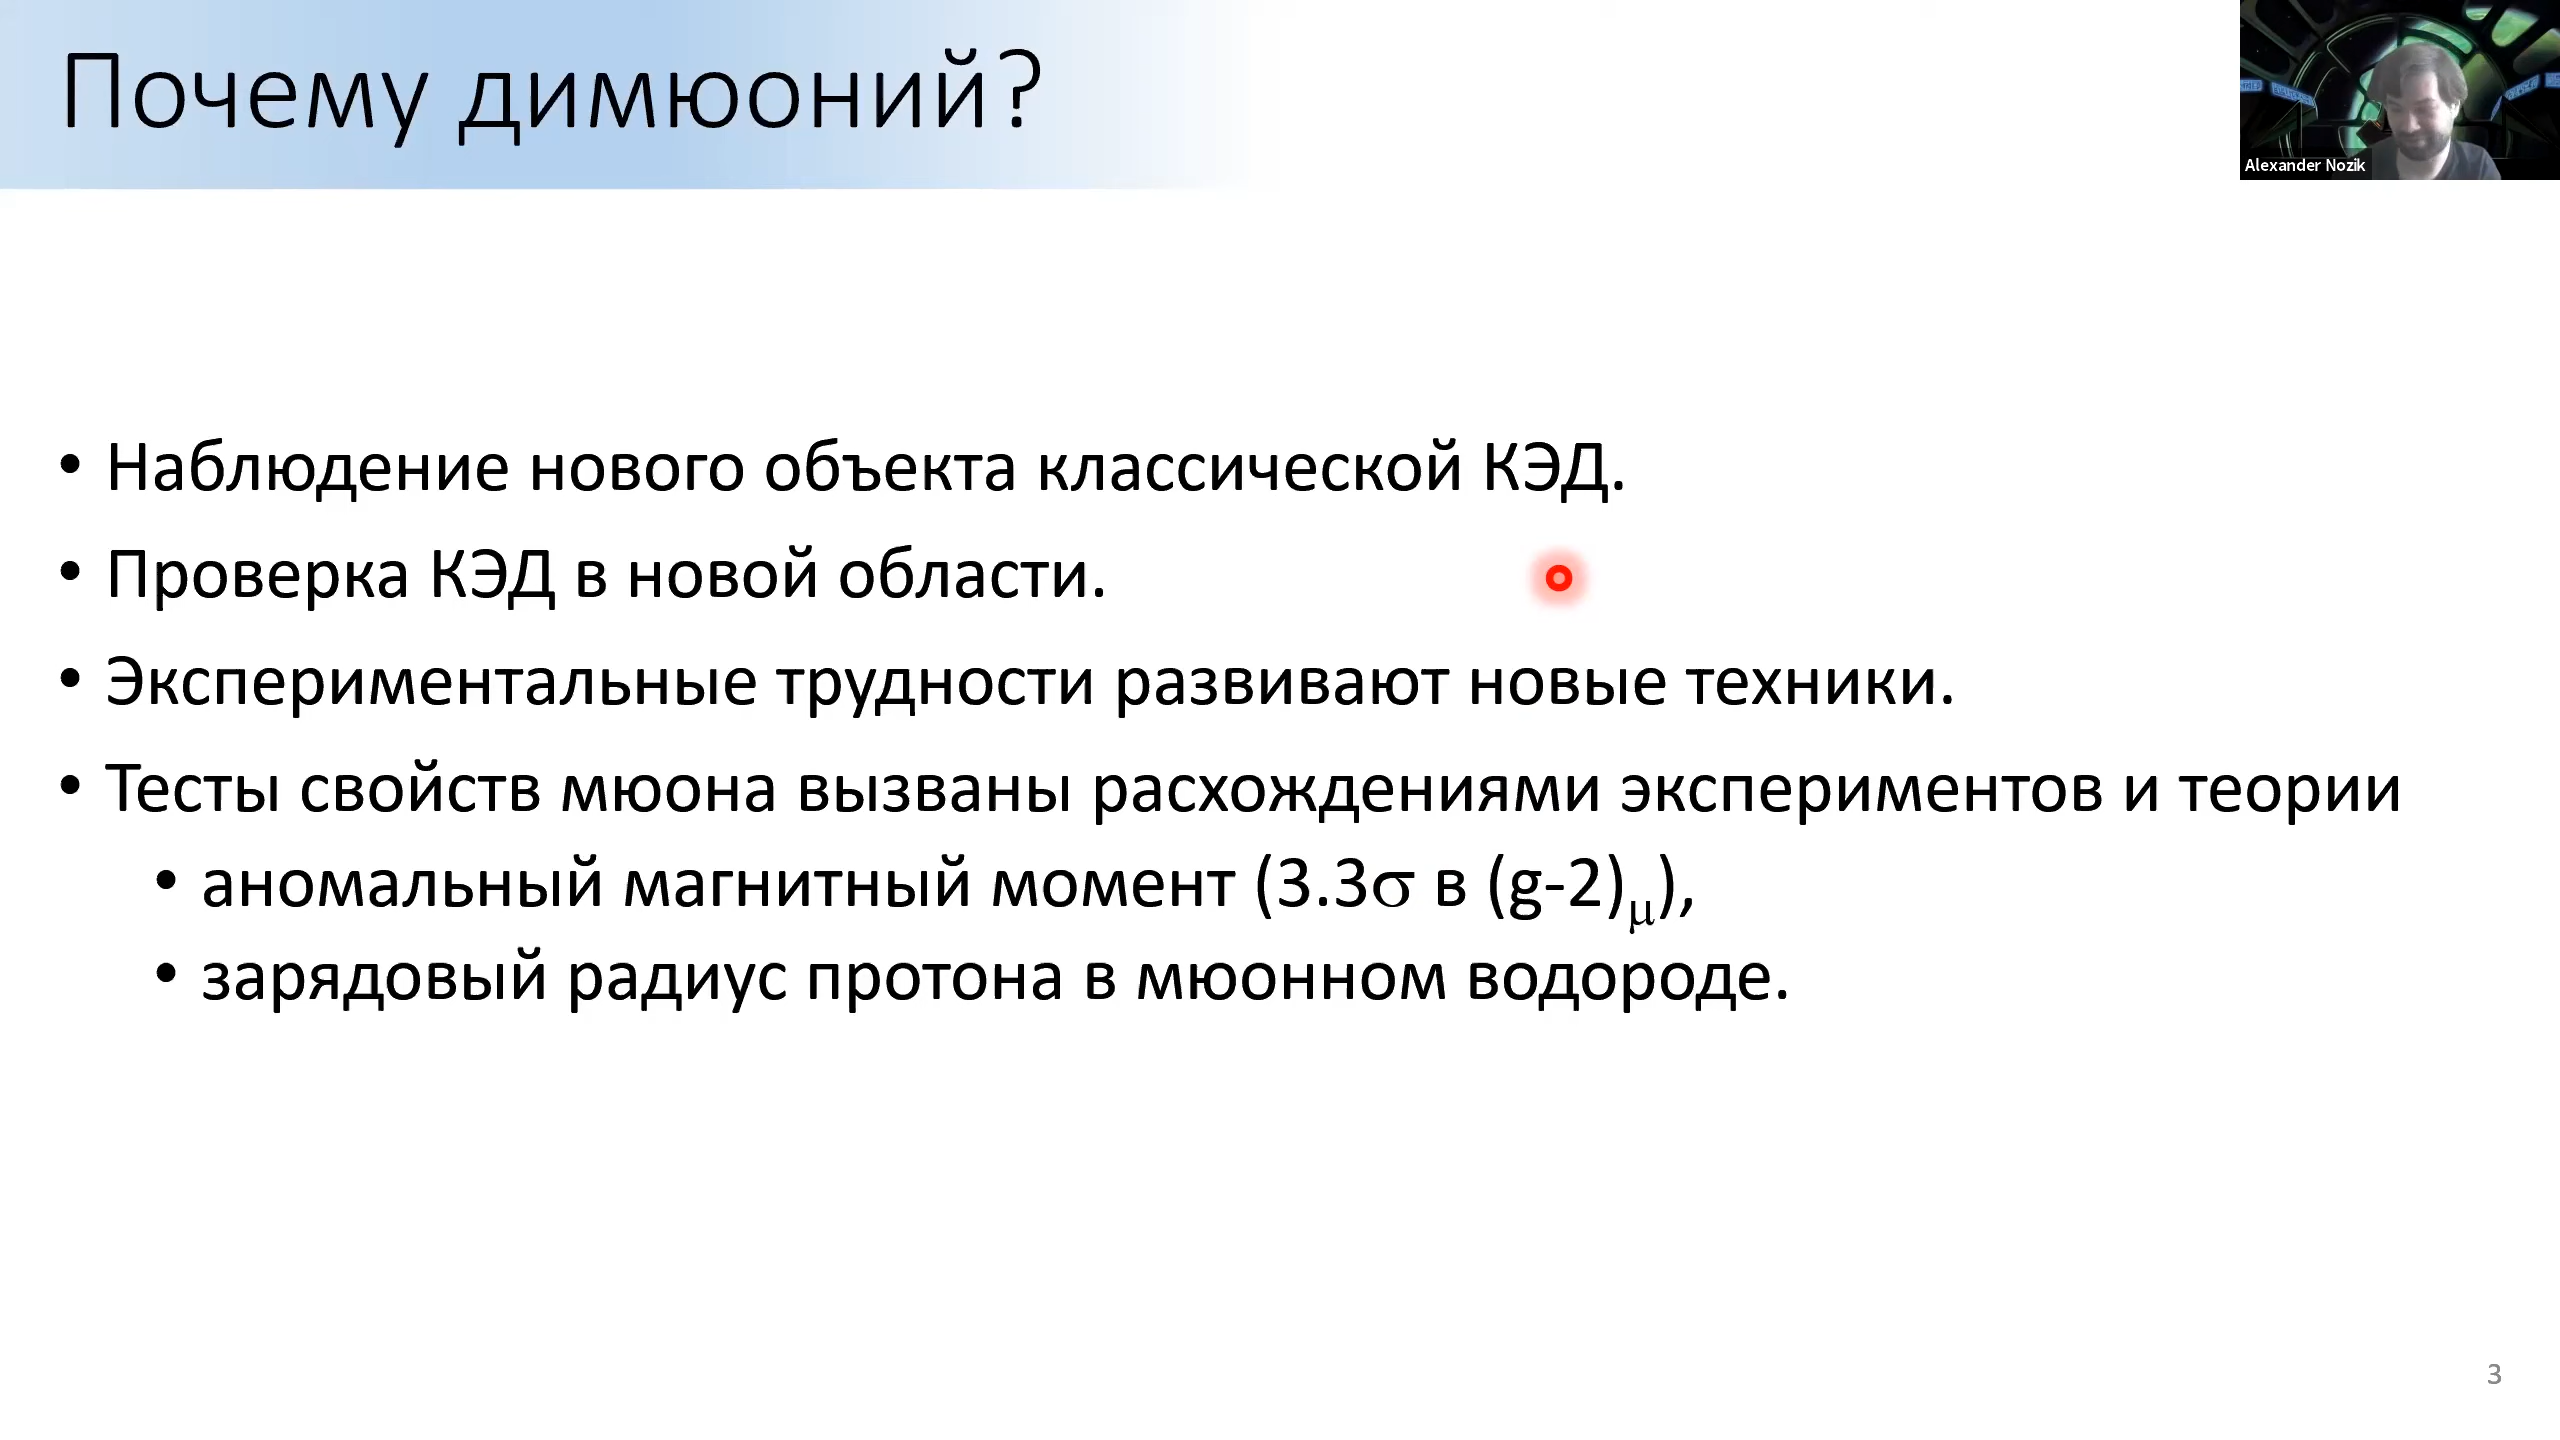 Почему димюоний?
Alexander Nozik
• Наблюдение нового объекта классической КЭД.
• Проверка КЭД в новой области.
• Экспериментальные трудности развивают новые техники.
• Тесты свойств мюона вызваны расхождениями экспериментов и теории
• аномальный магнитный момент (3.3σ в (g-2)μ),
• зарядовый радиус протона в мюонном водороде.
3